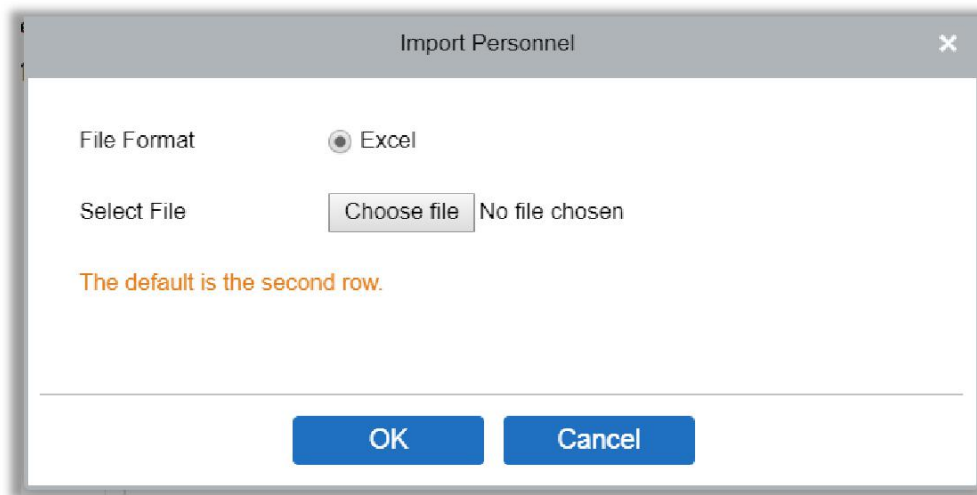 Import Personnel
File Format Excel
Select File Choose file No file chosen
The default is the second row.
OK Cancel